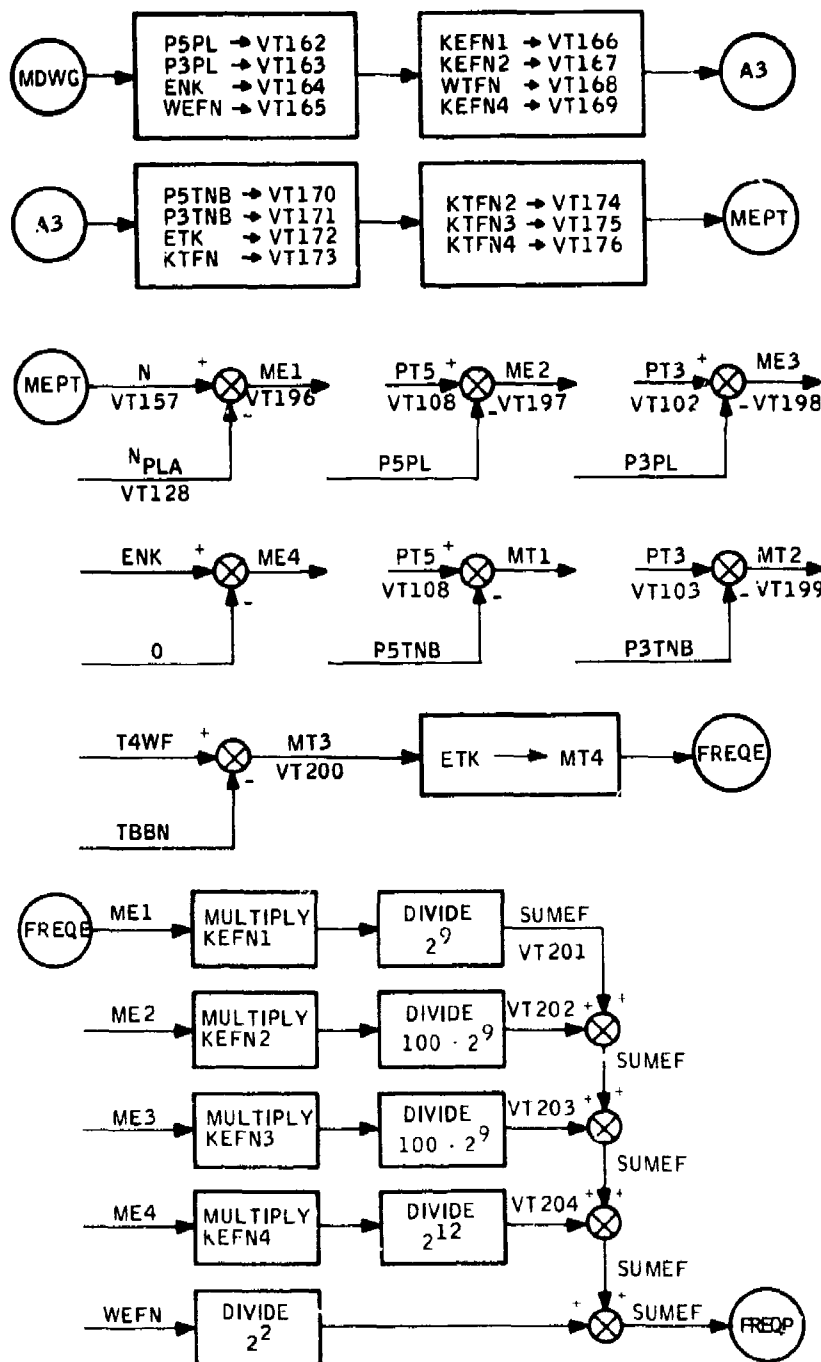 MDWG
P5PL → VT162
P3PL → VT163
ENK → VT164
WEFN → VT165
KEFN1 → VT166
KEFN2 → VT167
WTFN → VT168
KEFN4 → VT169
A3
A3
P5TNB → VT170
P3TNB → VT171
ETK → VT172
KTFN → VT173
KTFN2 → VT174
KTFN3 → VT175
KTFN4 → VT176
MEPT
MEPT
N
VT157
+
-
ME1
VT196
N_PLA
VT128
PT5
VT108
+
-
ME2
VT197
P5PL
PT3
VT102
+
-
ME3
VT198
P3PL
ENK
+
-
ME4
0
PT5
VT108
+
-
MT1
P5TNB
PT3
VT103
+
-
MT2
VT199
P3TNB
T4WF
+
-
MT3
VT200
TBBN
ETK → MT4
FREQE
FREQE
ME1
MULTIPLY
KEFN1
DIVIDE
2^9
SUMEF
VT201
ME2
MULTIPLY
KEFN2
DIVIDE
100 · 2^9
VT202
+ +
SUMEF
ME3
MULTIPLY
KEFN3
DIVIDE
100 · 2^9
VT203
+ +
SUMEF
ME4
MULTIPLY
KEFN4
DIVIDE
2^12
VT204
+ +
SUMEF
WEFN
DIVIDE
2^2
+ +
SUMEF
FREQP